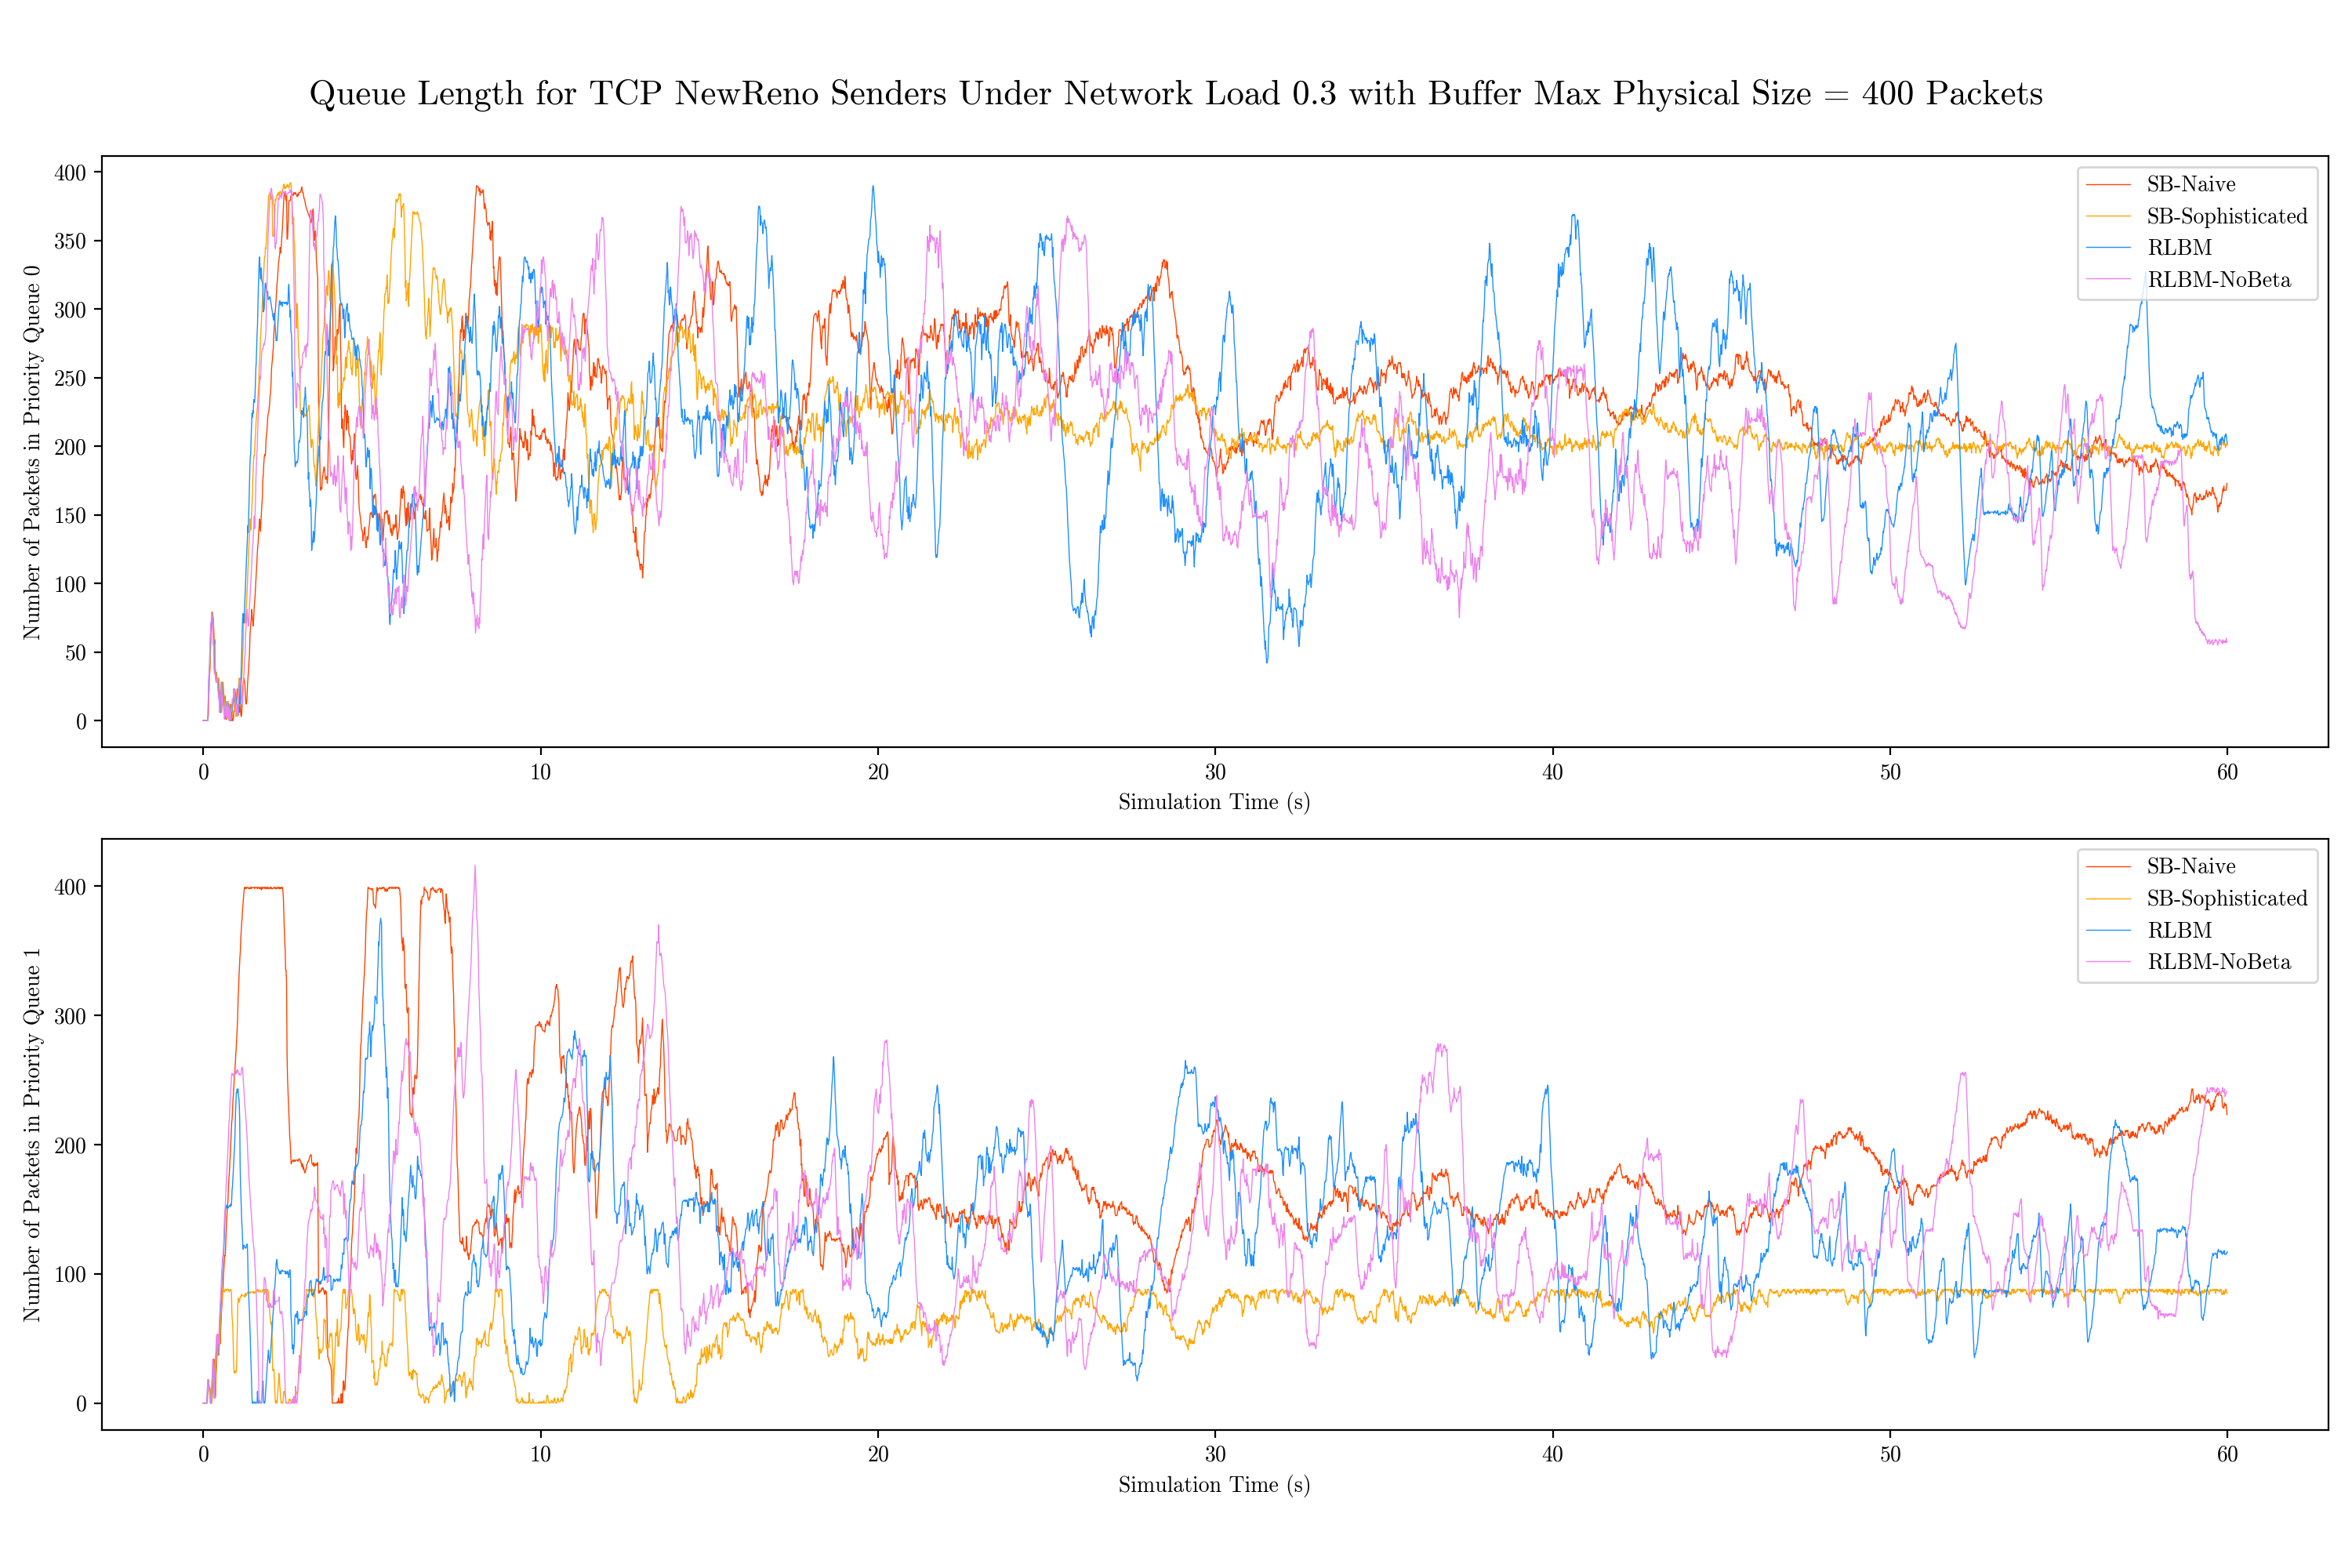 Queue Length for TCP NewReno Senders Under Network Load 0.3 with Buffer Max Physical Size = 400 Packets
Number of Packets in Priority Queue 0
400
350
300
250
200
150
100
50
0
SB-Naive
SB-Sophisticated
RLBM
RLBM-NoBeta
0 10 20 30 40 50 60
Simulation Time (s)
Number of Packets in Priority Queue 1
400
300
200
100
0
SB-Naive
SB-Sophisticated
RLBM
RLBM-NoBeta
0 10 20 30 40 50 60
Simulation Time (s)